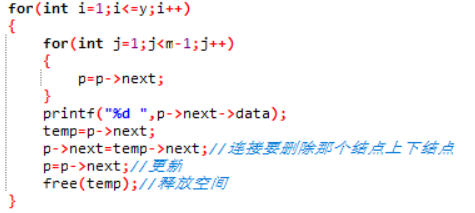 for(int i=1;i<=y;i++)
{
for(int j=1;j<m-1;j++)
{
p=p->next;
}
printf("%d ",p->next->data);
temp=p->next;
p->next=temp->next;//连接要删除那个结点上下结点
p=p->next;//更新
free(temp);//释放空间
}